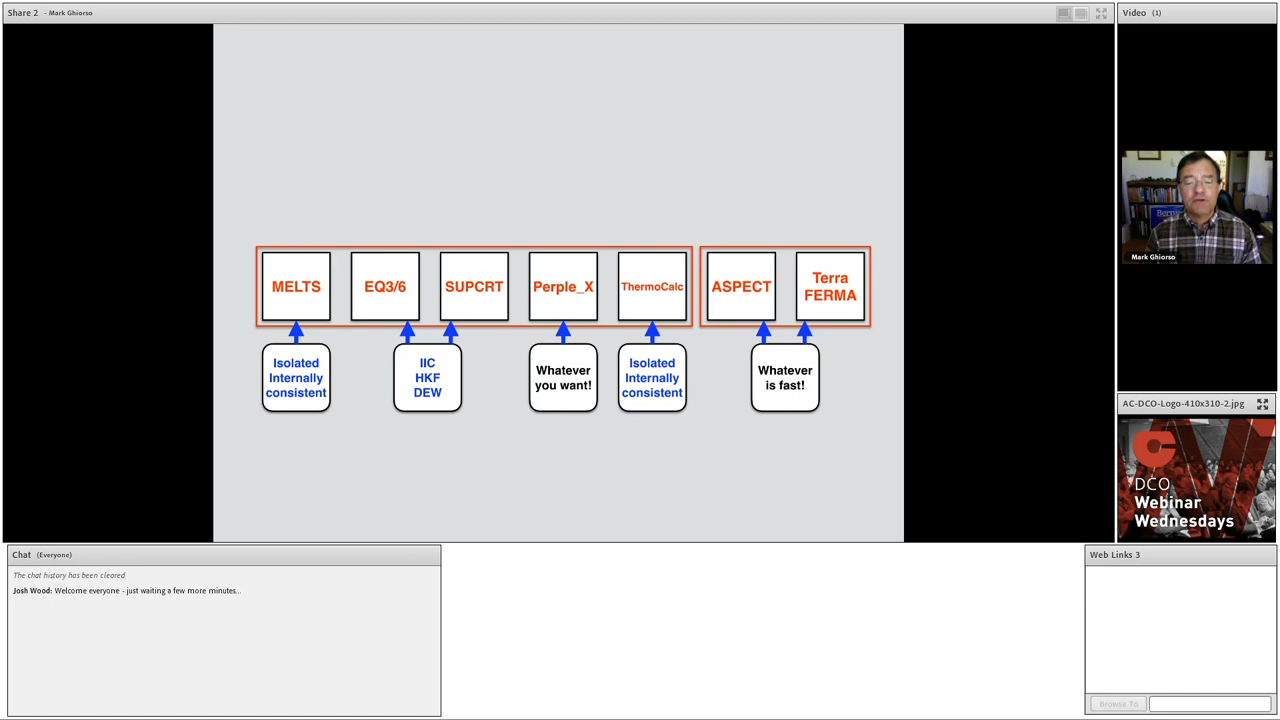 Share 2 - Mark Ghiorso
Video (1)
MELTS
EQ3/6
SUPCRT
Perple_X
ThermoCalc
ASPECT
Terra
FERMA
Isolated
Internally
consistent
IIC
HKF
DEW
Whatever
you want!
Isolated
Internally
consistent
Whatever
is fast!
Mark Ghiorso
AC-DCO-Logo-410x310-2.jpg
DCO
Webinar
Wednesdays
Chat (Everyone)
The chat history has been cleared
Josh Wood: Welcome everyone - just waiting a few more minutes...
Web Links 3
Browse To